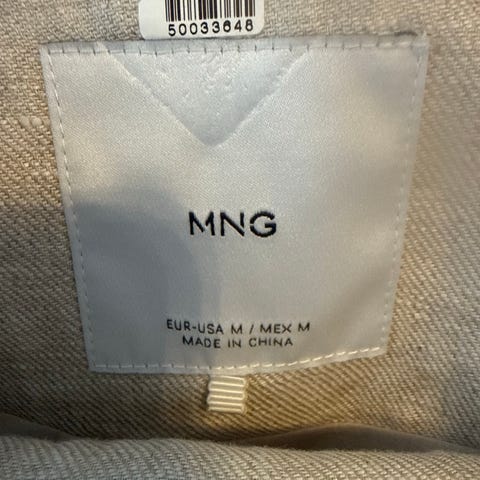 50033648
MNG
EUR-USA M / MEX M
MADE IN CHINA